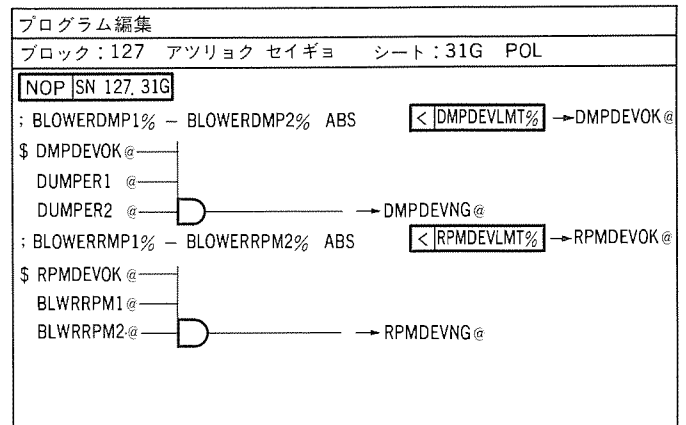 プログラム編集
ブロック：127 アツリョク セイギョ シート：31G POL
NOP SN 127. 31G
; BLOWERDMP1% − BLOWERDMP2% ABS < DMPDEVLMT% →DMPDEVOK@
$ DMPDEVOK@
DUMPER1 @
DUMPER2 @ → DMPDEVNG@
; BLOWERRMP1% − BLOWERRPM2% ABS < RPMDEVLMT% →RPMDEVOK@
$ RPMDEVOK@
BLWRRPM1@
BLWRRPM2@ → RPMDEVNG@